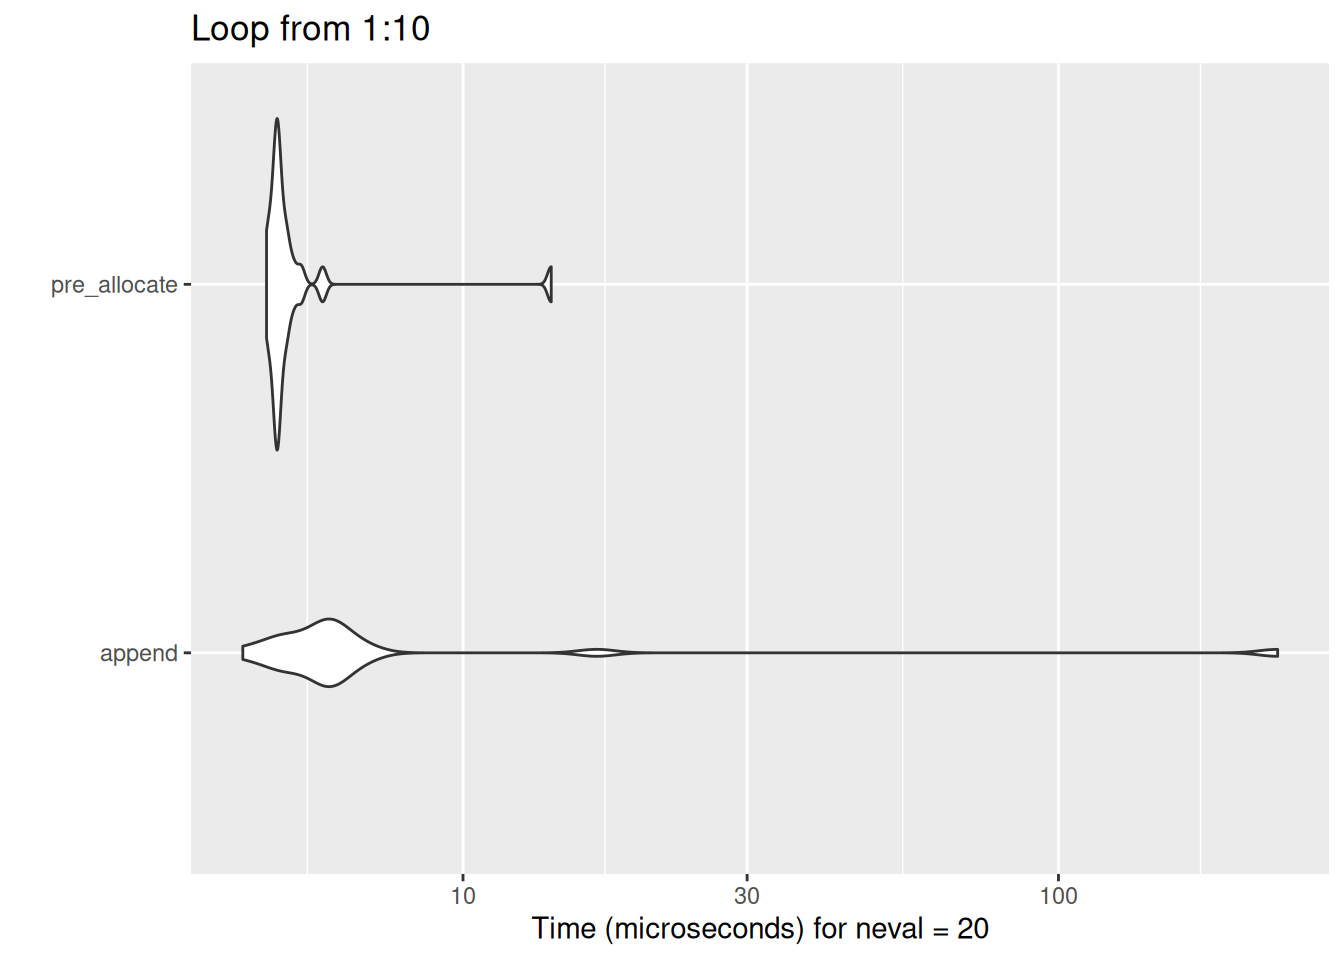 Loop from 1:10
pre_allocate
append
10
30
100
Time (microseconds) for neval = 20